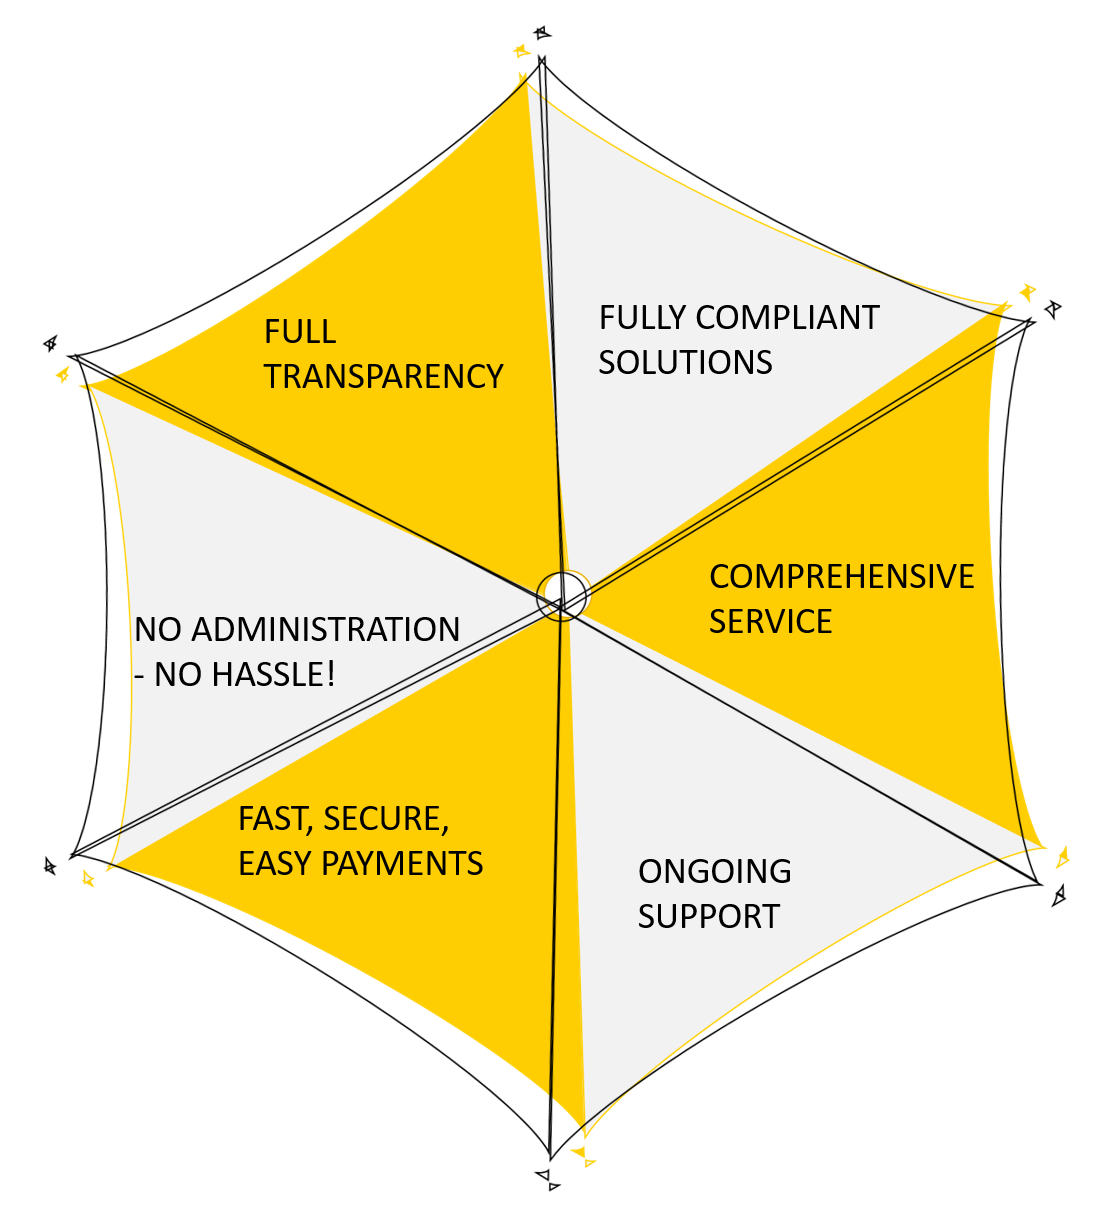 FULL
TRANSPARENCY
FULLY COMPLIANT
SOLUTIONS
COMPREHENSIVE
SERVICE
NO ADMINISTRATION
- NO HASSLE!
FAST, SECURE,
EASY PAYMENTS
ONGOING
SUPPORT